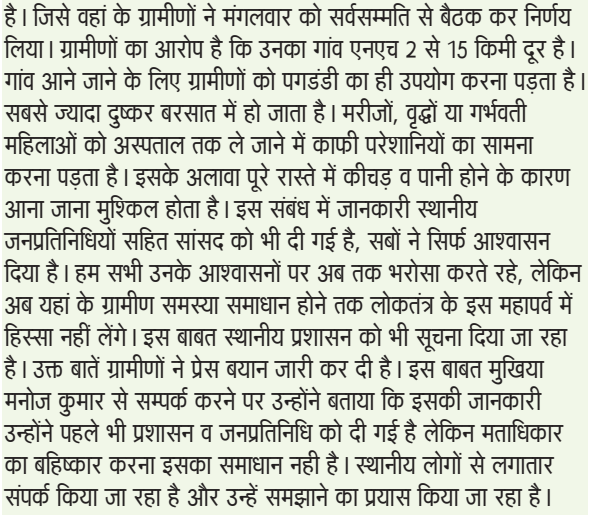 है। जिसे वहां के ग्रामीणों ने मंगलवार को सर्वसम्मति से बैठक कर निर्णय
लिया। ग्रामीणों का आरोप है कि उनका गांव एनएच 2 से 15 किमी दूर है।
गांव आने जाने के लिए ग्रामीणों को पगडंडी का ही उपयोग करना पड़ता है।
सबसे ज्यादा दुष्कर बरसात में हो जाता है। मरीजों, वृद्धों या गर्भवती
महिलाओं को अस्पताल तक ले जाने में काफी परेशानियों का सामना
करना पड़ता है। इसके अलावा पूरे रास्ते में कीचड़ व पानी होने के कारण
आना जाना मुश्किल होता है। इस संबंध में जानकारी स्थानीय
जनप्रतिनिधियों सहित सांसद को भी दी गई है, सबों ने सिर्फ आश्वासन
दिया है। हम सभी उनके आश्वासनों पर अब तक भरोसा करते रहे, लेकिन
अब यहां के ग्रामीण समस्या समाधान होने तक लोकतंत्र के इस महापर्व में
हिस्सा नहीं लेंगे। इस बाबत स्थानीय प्रशासन को भी सूचना दिया जा रहा
है। उक्त बातें ग्रामीणों ने प्रेस बयान जारी कर दी है। इस बाबत मुखिया
मनोज कुमार से सम्पर्क करने पर उन्होंने बताया कि इसकी जानकारी
उन्होंने पहले भी प्रशासन व जनप्रतिनिधि को दी गई है लेकिन मताधिकार
का बहिष्कार करना इसका समाधान नही है। स्थानीय लोगों से लगातार
संपर्क किया जा रहा है और उन्हें समझाने का प्रयास किया जा रहा है।